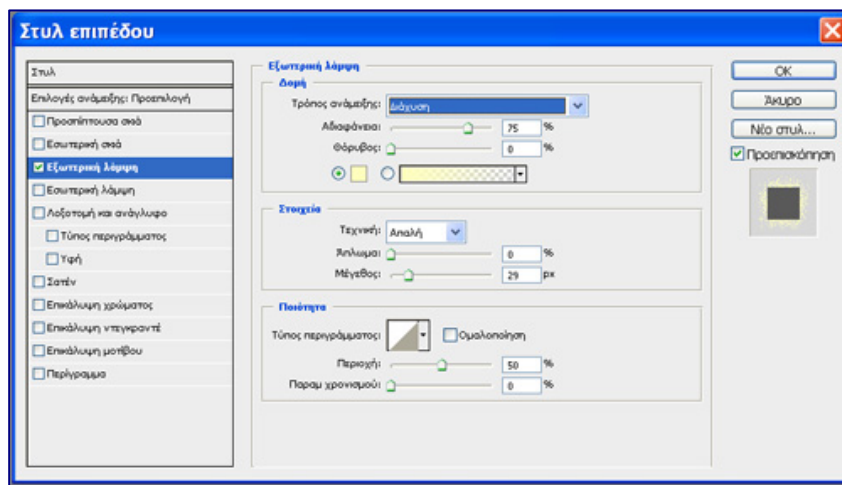 Στυλ επιπέδου
Στυλ
Επιλογές ανάμειξης: Προεπιλογή
Προσπίπτουσα σκιά
Εσωτερική σκιά
Εξωτερική λάμψη
Εσωτερική λάμψη
Λοξοτομή και ανάγλυφο
Τύπος περιγράμματος
Υφή
Σατέν
Επικάλυψη χρώματος
Επικάλυψη ντεγκραντέ
Επικάλυψη μοτίβου
Περίγραμμα
Εξωτερική λάμψη
Δομή
Τρόπος ανάμειξης: Διάχυση
Αδιαφάνεια: 75 %
Θόρυβος: 0 %
Στοιχεία
Τεχνική: Απαλή
Άπλωμα: 0 %
Μέγεθος: 29 px
Ποιότητα
Τύπος περιγράμματος: Ομαλοποίηση
Περιοχή: 50 %
Παραμ χρονισμού: 0 %
OK
Άκυρο
Νέο στυλ...
Προεπισκόπηση